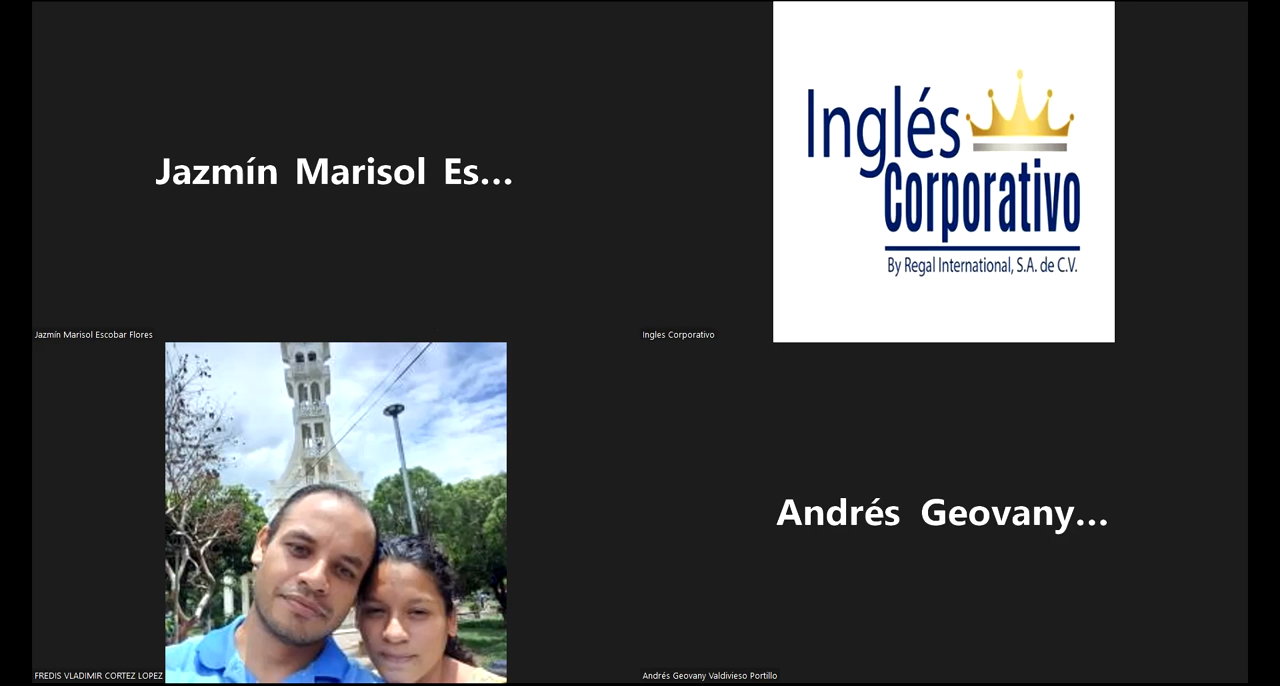 Jazmín Marisol Es...
Jazmín Marisol Escobar Flores
Inglés
Corporativo
By Regal International, S.A. de C.V.
Ingles Corporativo
FREDIS VLADIMIR CORTEZ LOPEZ
Andrés Geovany...
Andrés Geovany Valdivieso Portillo